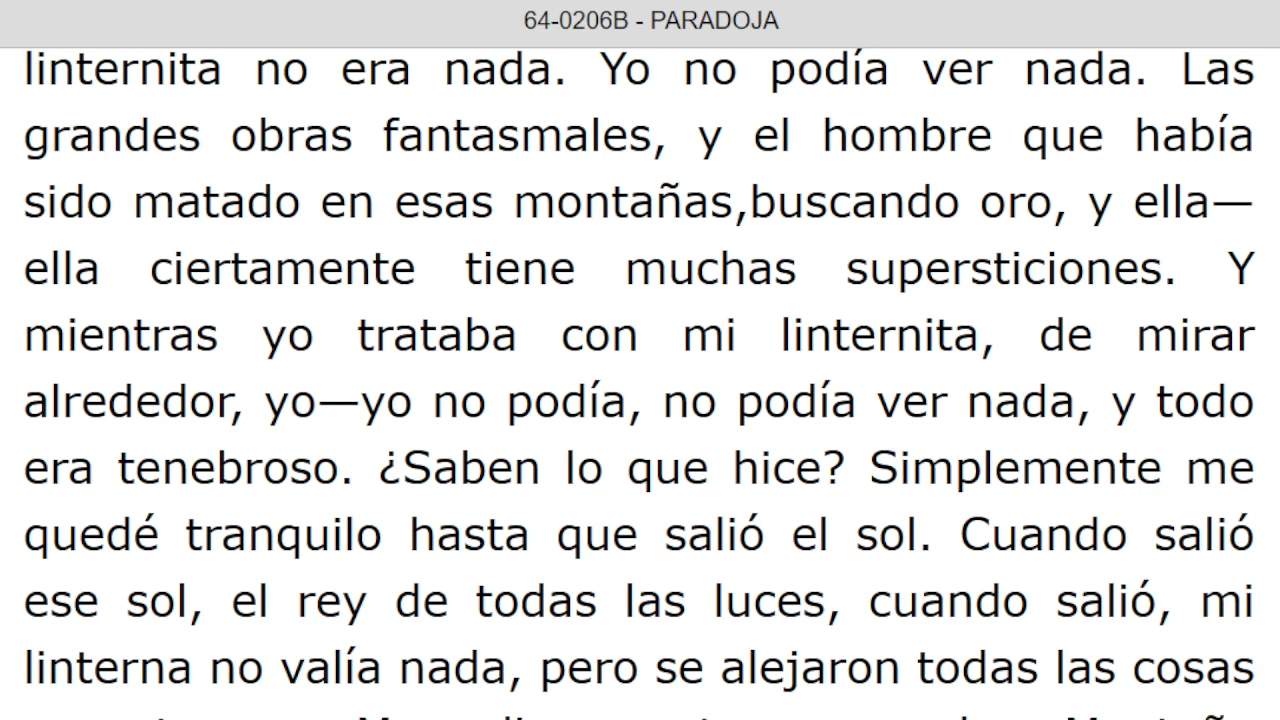 64-0206B - PARADOJA
linternita no era nada. Yo no podía ver nada. Las
grandes obras fantasmales, y el hombre que había
sido matado en esas montañas,buscando oro, y ella—
ella ciertamente tiene muchas supersticiones. Y
mientras yo trataba con mi linternita, de mirar
alrededor, yo—yo no podía, no podía ver nada, y todo
era tenebroso. ¿Saben lo que hice? Simplemente me
quedé tranquilo hasta que salió el sol. Cuando salió
ese sol, el rey de todas las luces, cuando salió, mi
linterna no valía nada, pero se alejaron todas las cosas